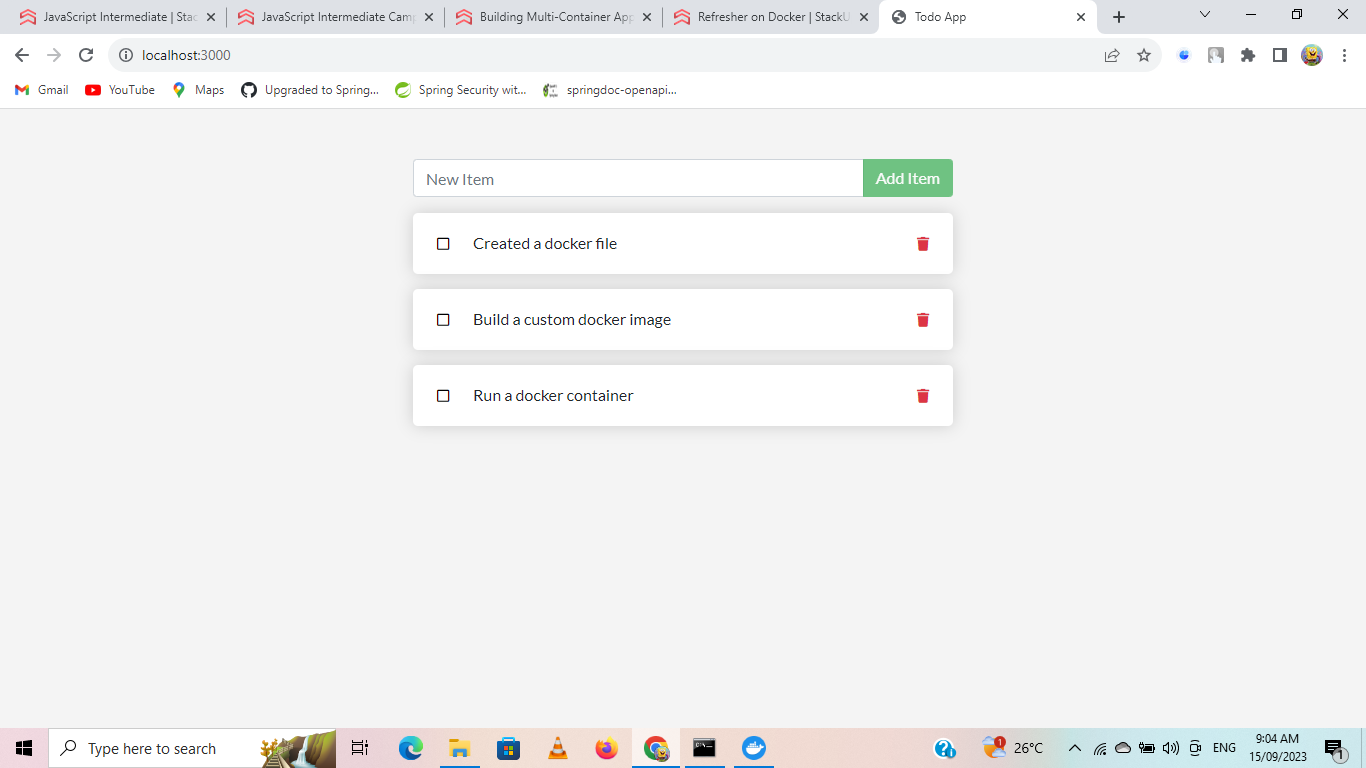 JavaScript Intermediate | Stac
JavaScript Intermediate Camp
Building Multi-Container App
Refresher on Docker | StackU
Todo App
localhost:3000
Gmail
YouTube
Maps
Upgraded to Spring...
Spring Security wit...
springdoc-openapi...
New Item
Add Item
Created a docker file
Build a custom docker image
Run a docker container
Type here to search
1
26°C
ENG
9:04 AM
15/09/2023
1